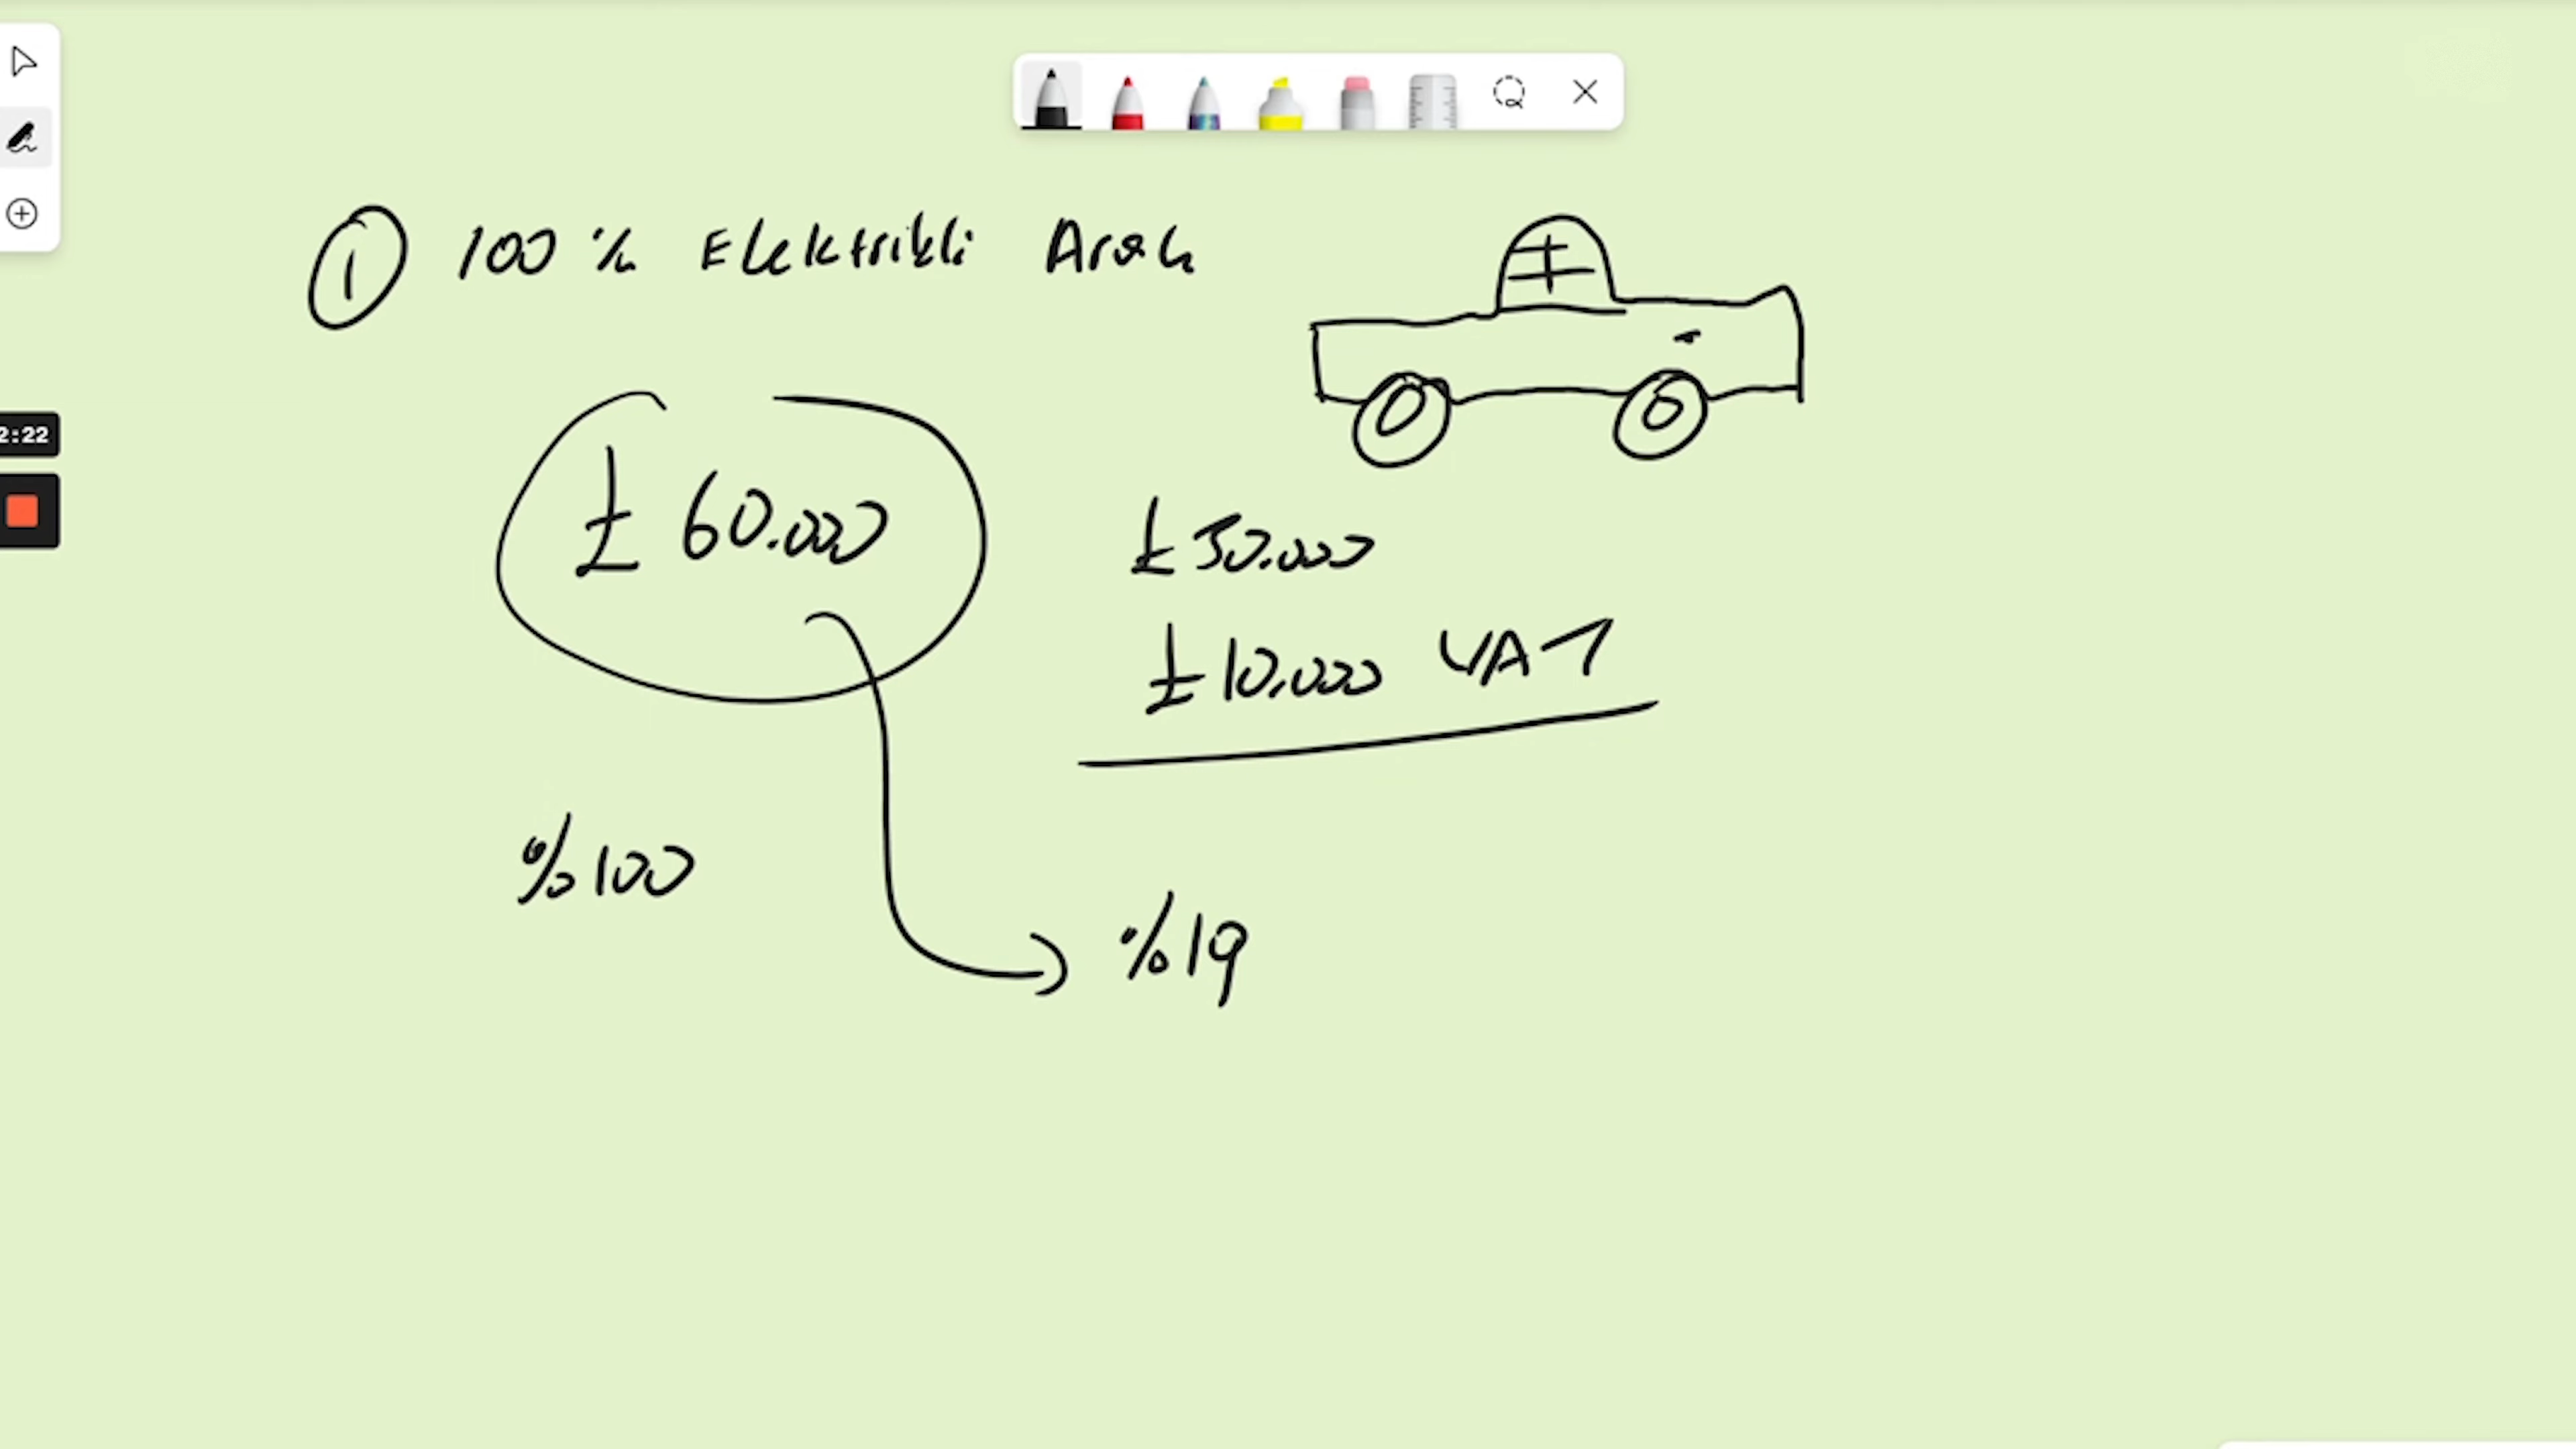 ① 100 % Elektrikli Araç
£ 60.000
£50.000
£10.000 VAT
%100
%19
2:22